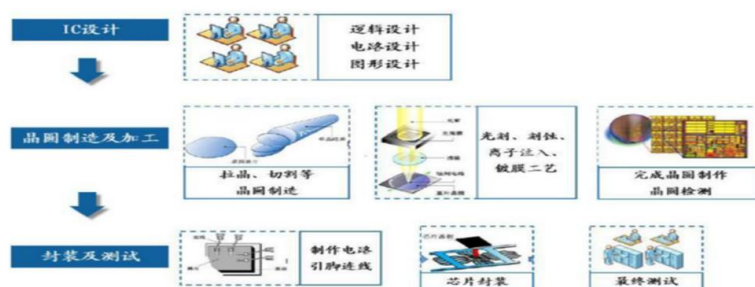 IC设计
逻辑设计
电路设计
图形设计
晶圆制造及加工
拉晶、切割等
晶圆制造
光刻、刻蚀、
离子注入、
镀膜工艺
完成晶圆制作
晶圆检测
封装及测试
制作电路
引脚连线
芯片封装
最终测试